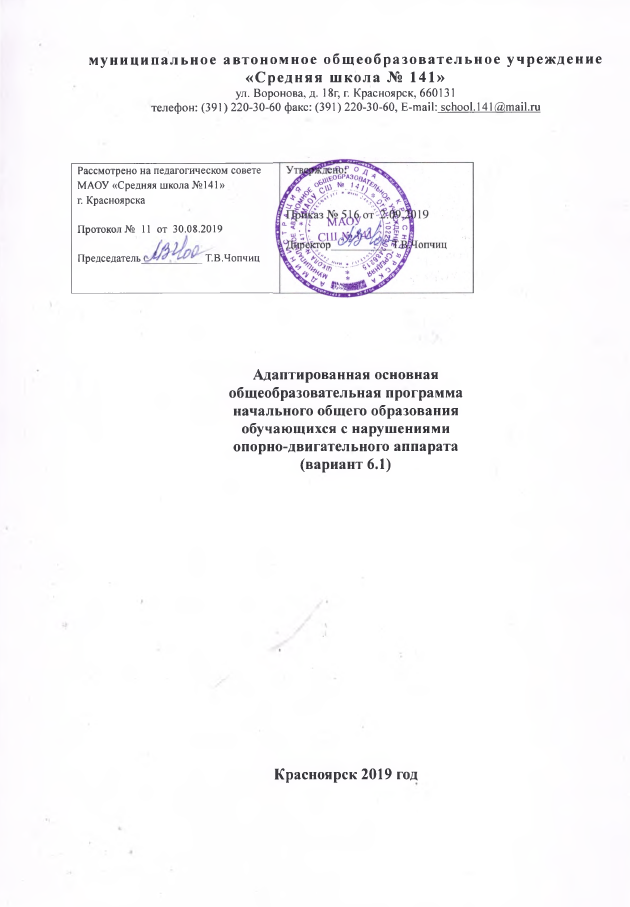 муниципальное автономное общеобразовательное учреждение
«Средняя школа № 141»
ул. Воронова, д. 18г, г. Красноярск, 660131
телефон: (391) 220-30-60 факс: (391) 220-30-60, E-mail: school.141@mail.ru
Рассмотрено на педагогическом совете
МАОУ «Средняя школа №141»
г. Красноярска
Протокол № 11 от 30.08.2019
Председатель Т.В.Чопчиц
Утверждено:
Приказ № 516 от 2.09.2019
МАОУ
СШ №
Директор Т.В.Чопчиц
Адаптированная основная
общеобразовательная программа
начального общего образования
обучающихся с нарушениями
опорно-двигательного аппарата
(вариант 6.1)
Красноярск 2019 год